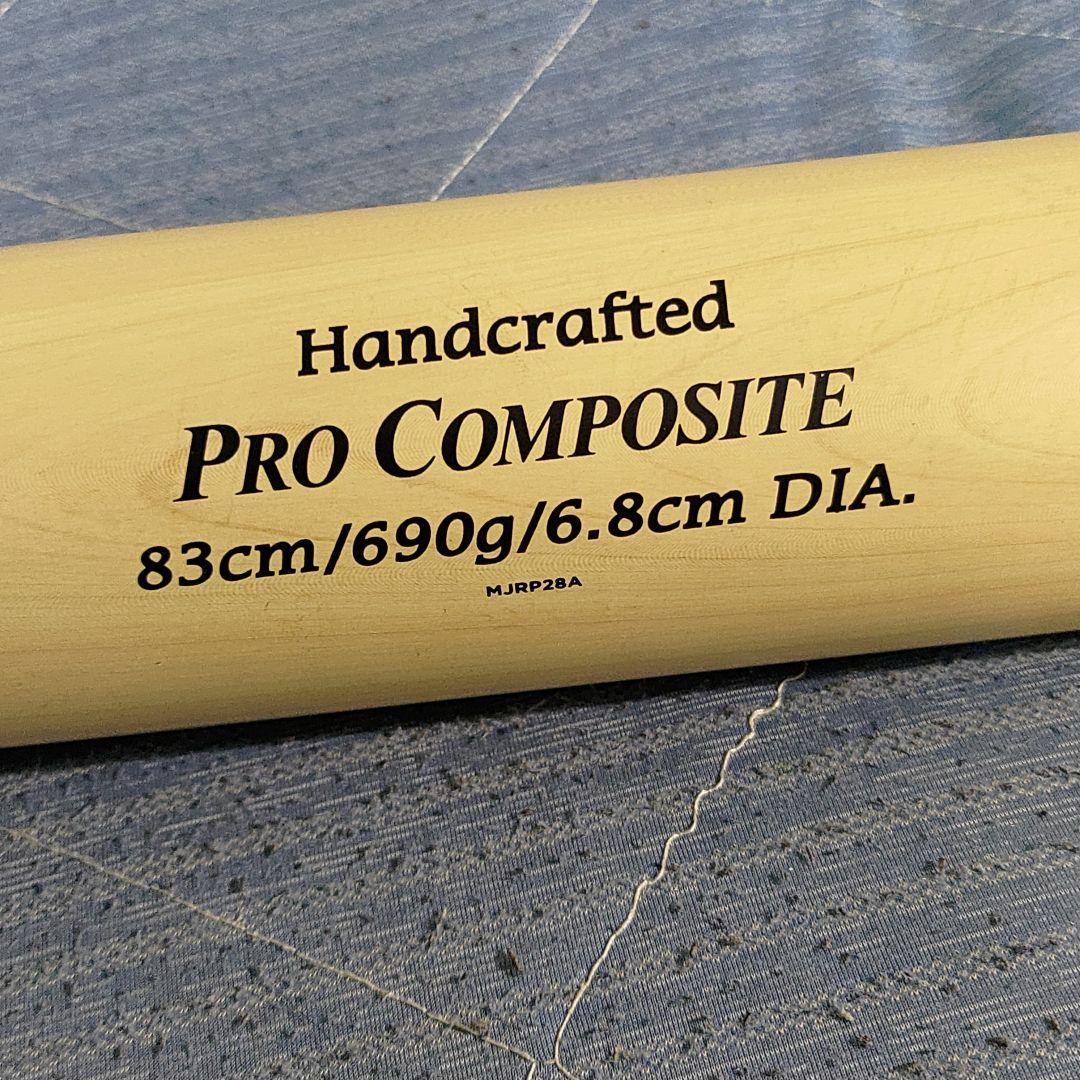 Handcrafted
PRO COMPOSITE
83cm/690g/6.8cm DIA.
MJRP28A